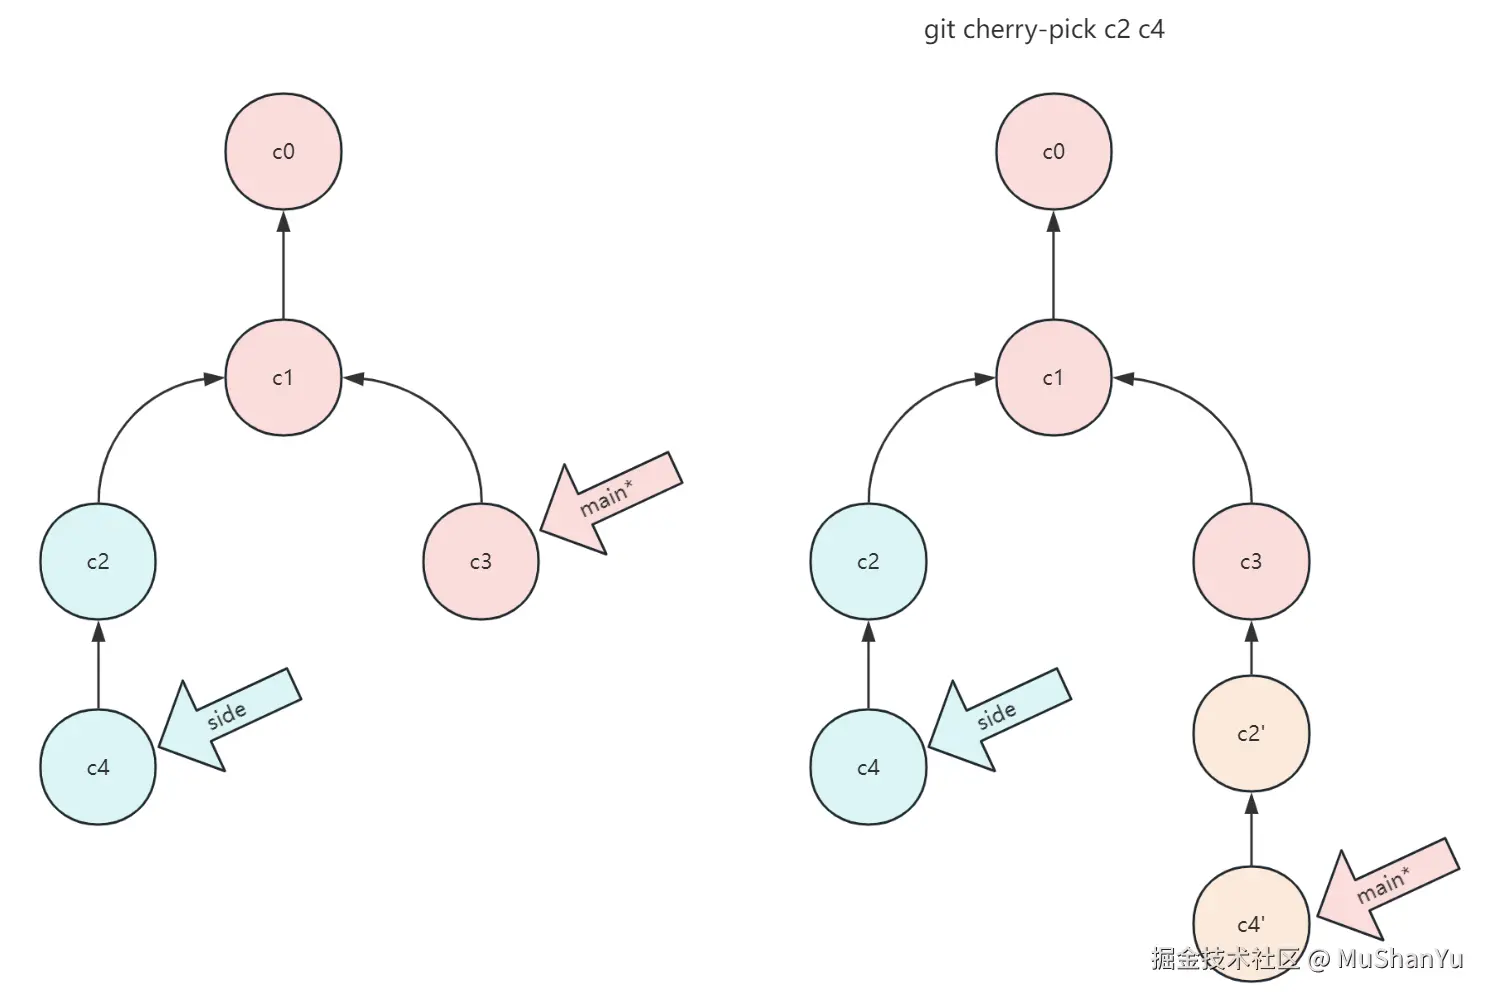 git cherry-pick c2 c4
c0
c1
c2
c3
main*
c4
side
c0
c1
c2
c3
c4
side
c2'
c4'
main*
掘金技术社区 @ MuShanYu